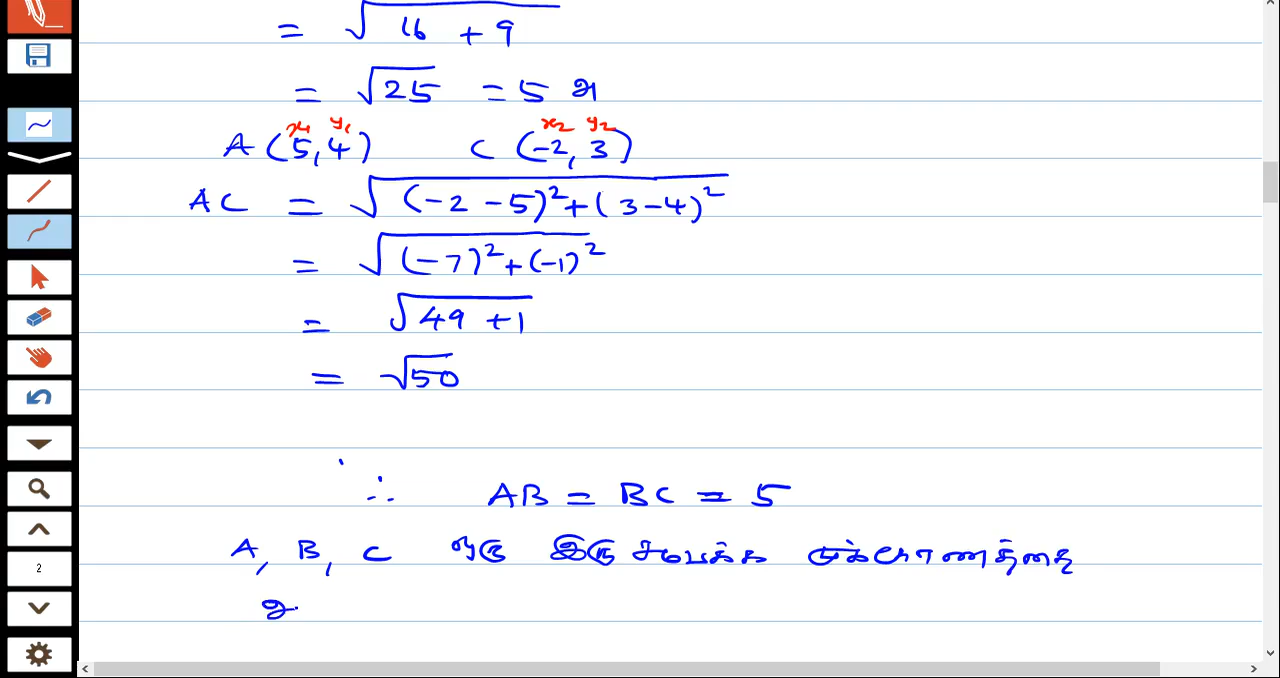 = √16 + 9
= √25 = 5 அ
x1 y1 x2 y2
A (5, 4) C (-2, 3)
AC = √(-2 -5)² + (3-4)²
= √(-7)² + (-1)²
= √49 + 1
= √50
∴ AB = BC = 5
A, B, C ஒரு இரு சமபக்க முக்கோணத்தை
உ
2